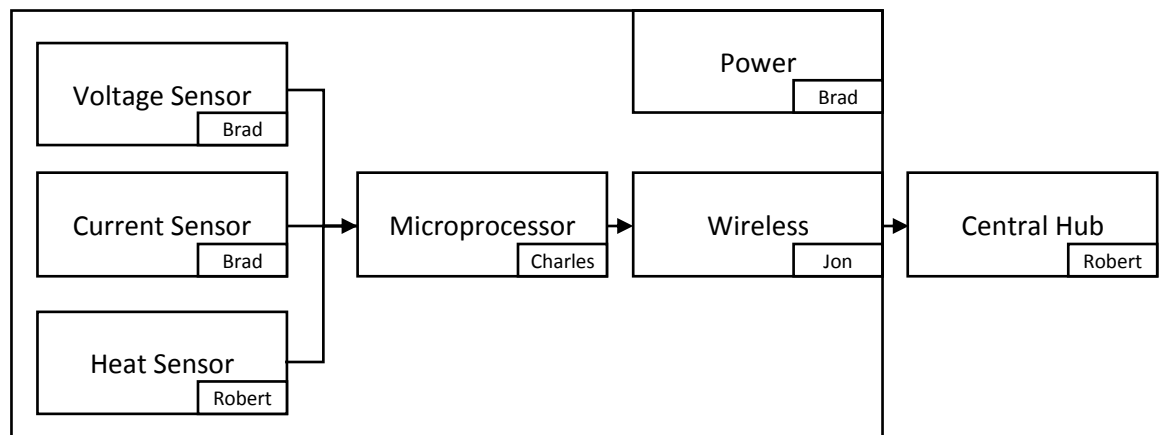 Power
Brad
Voltage Sensor
Brad
Current Sensor
Brad
Microprocessor
Charles
Wireless
Jon
Central Hub
Robert
Heat Sensor
Robert